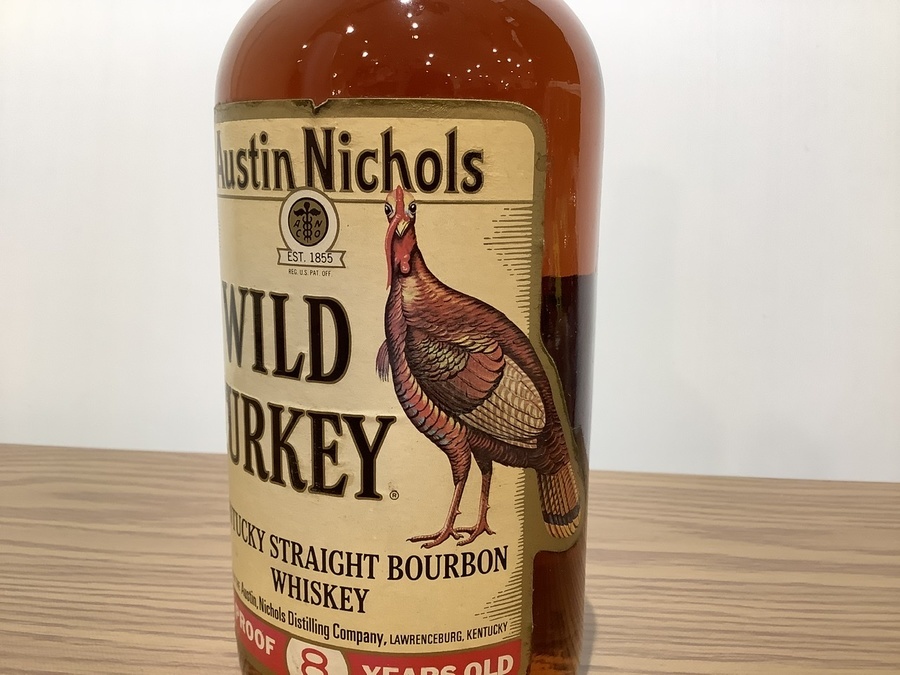 Austin Nichols
A N
C O
EST. 1855
REG. U.S. PAT. OFF
WILD
URKEY®
TUCKY STRAIGHT BOURBON
WHISKEY
Austin, Nichols Distilling Company, LAWRENCEBURG, KENTUCKY
PROOF 8 YEARS OLD